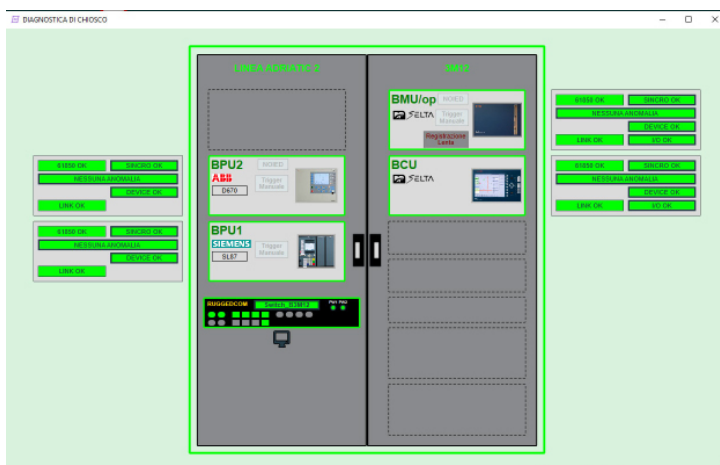 DIAGNOSTICA DI CHIOSCO
LINEA ADRIATIC 2
3M12
BMU/op
NOIED
SELTA
Trigger
Manuale
Registrazione
Lenta
61850 OK
SINCRO OK
NESSUNA ANOMALIA
DEVICE OK
LINK OK
I/O OK
61850 OK
SINCRO OK
NESSUNA ANOMALIA
DEVICE OK
LINK OK
BPU2
NOIED
ABB
Trigger
Manuale
D670
BCU
SELTA
61850 OK
SINCRO OK
NESSUNA ANOMALIA
DEVICE OK
LINK OK
I/O OK
61850 OK
SINCRO OK
NESSUNA ANOMALIA
DEVICE OK
LINK OK
BPU1
SIEMENS
Trigger
Manuale
SL87
RUGGEDCOM
Switch_03M12